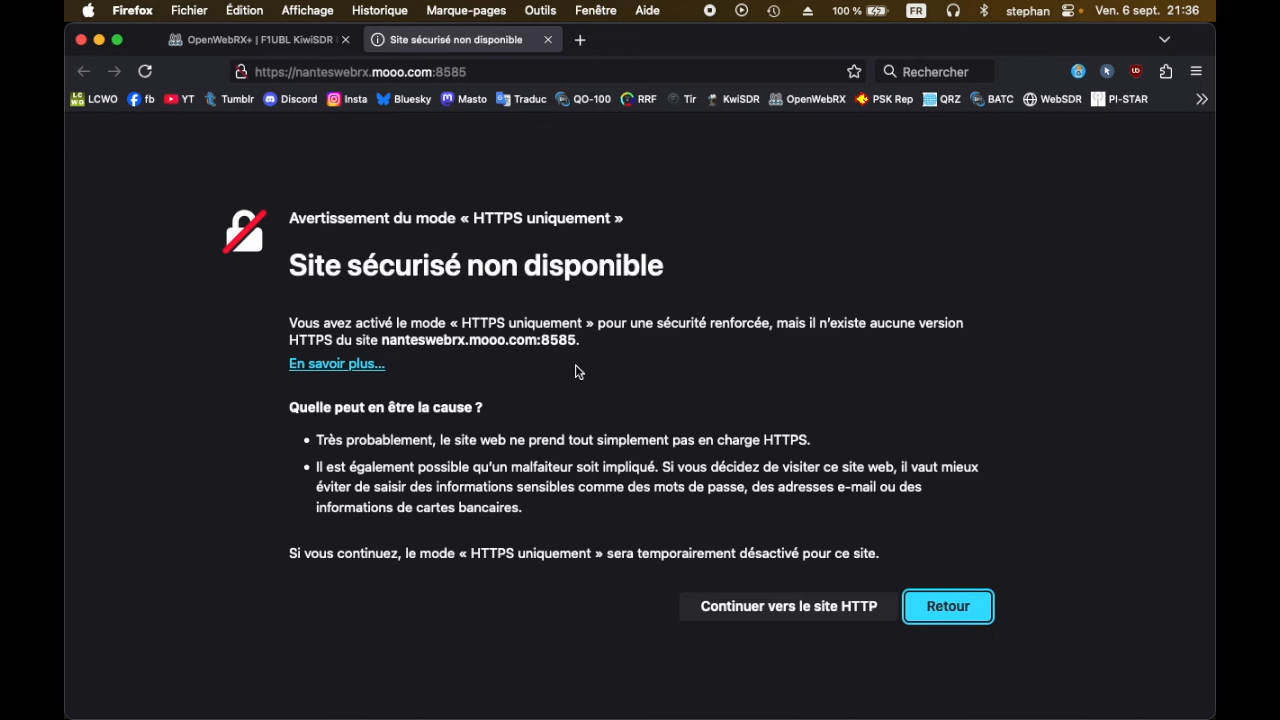 Firefox Fichier Édition Affichage Historique Marque-pages Outils Fenêtre Aide 100 % FR stephan Ven. 6 sept. 21:36
OpenWebRX+ | F1UBL KiwiSDR Site sécurisé non disponible
https://nanteswebrx.mooo.com:8585 Rechercher
LCWO fb YT Tumblr Discord Insta Bluesky Masto Traduc QO-100 RRF Tir KwiSDR OpenWebRX PSK Rep QRZ BATC WebSDR PI-STAR
Avertissement du mode « HTTPS uniquement »
Site sécurisé non disponible
Vous avez activé le mode « HTTPS uniquement » pour une sécurité renforcée, mais il n’existe aucune version
HTTPS du site nanteswebrx.mooo.com:8585.
En savoir plus...
Quelle peut en être la cause ?
• Très probablement, le site web ne prend tout simplement pas en charge HTTPS.
• Il est également possible qu’un malfaiteur soit impliqué. Si vous décidez de visiter ce site web, il vaut mieux
éviter de saisir des informations sensibles comme des mots de passe, des adresses e-mail ou des
informations de cartes bancaires.
Si vous continuez, le mode « HTTPS uniquement » sera temporairement désactivé pour ce site.
Continuer vers le site HTTP Retour